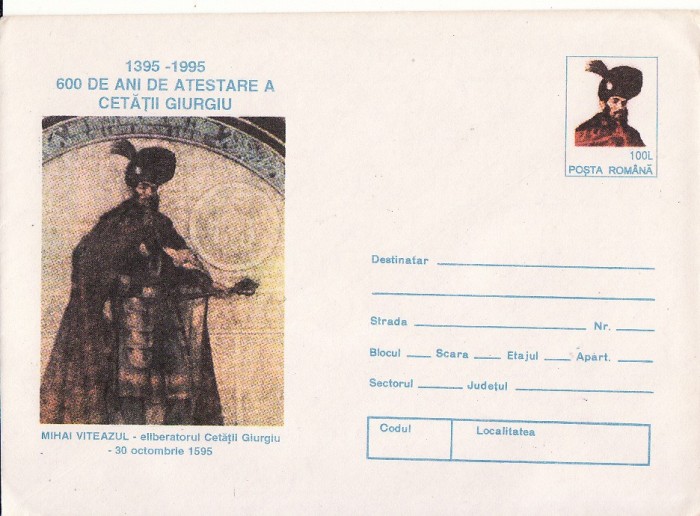 1395 -1995
600 DE ANI DE ATESTARE A
CETĂȚII GIURGIU
100L
POȘTA ROMÂNĂ
Destinatar
Strada Nr.
Blocul Scara Etajul Apart.
Sectorul Județul
Codul Localitatea
MIHAI VITEAZUL - eliberatorul Cetății Giurgiu
- 30 octombrie 1595